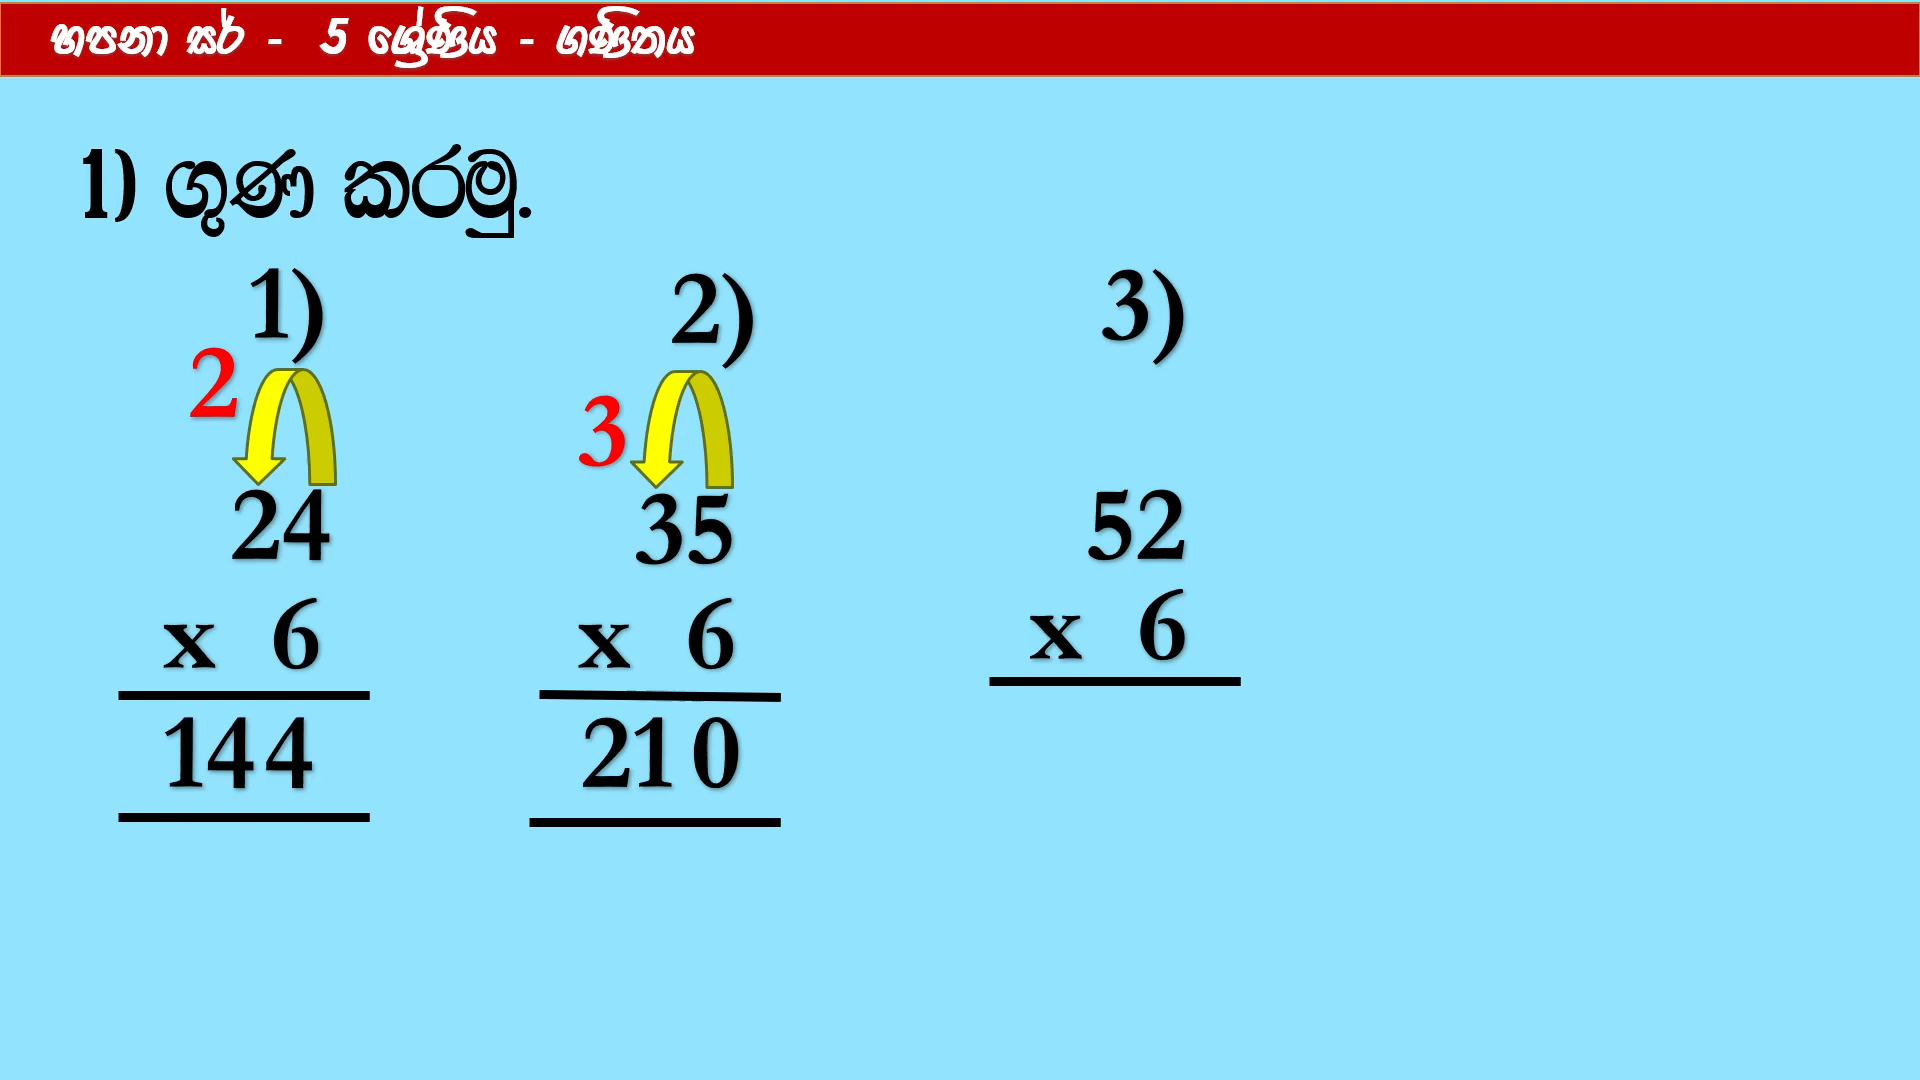 හපනා සර් - 5 ශ්‍රේණිය - ගණිතය
1) ගුණ කරමු.
1) 2) 3)
2 3
24 35 52
x 6 x 6 x 6
144 210